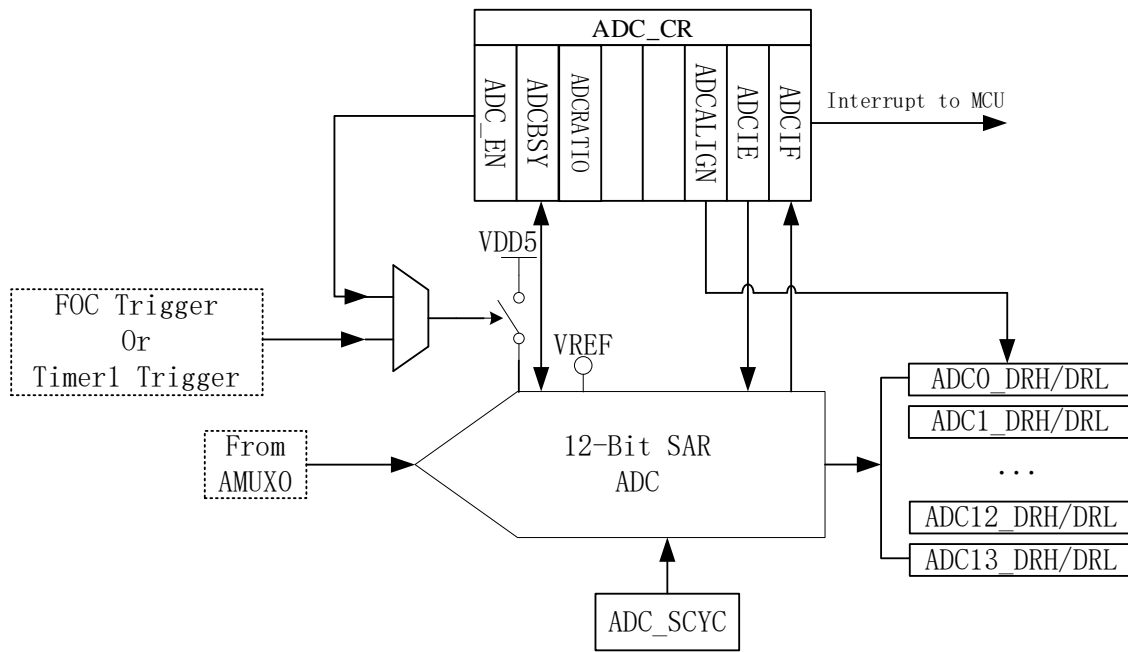 ADC_CR
ADC_EN
ADCBSY
ADCRATIO
ADCALIGN
ADCIE
ADCIF
Interrupt to MCU
VDD5
FOC Trigger
Or
Timer1 Trigger
VREF
ADC0_DRH/DRL
ADC1_DRH/DRL
...
ADC12_DRH/DRL
ADC13_DRH/DRL
From
AMUX0
12-Bit SAR
ADC
ADC_SCYC